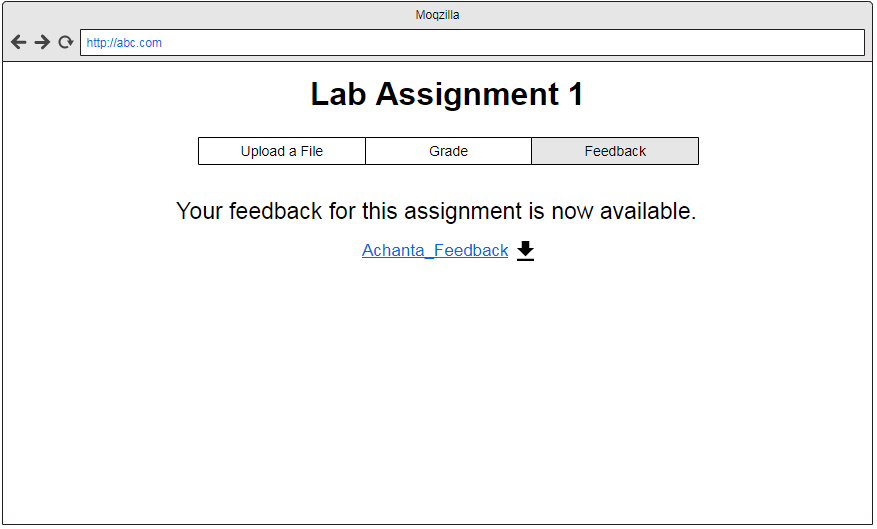 Moqzilla
http://abc.com
Lab Assignment 1
Upload a File Grade Feedback
Your feedback for this assignment is now available.
Achanta_Feedback